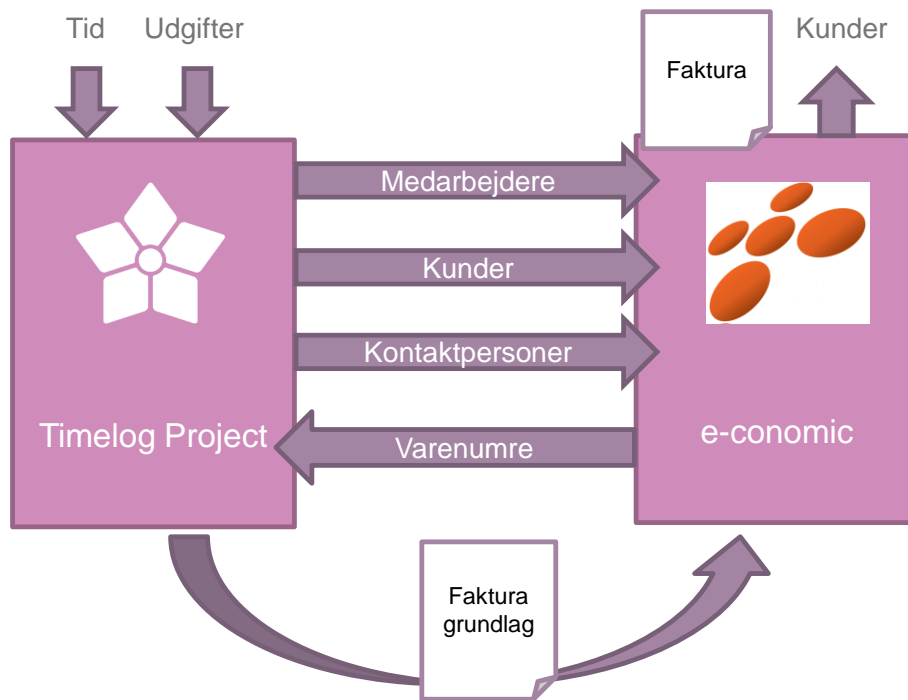 Tid
Udgifter
Faktura
Kunder
Medarbejdere
Kunder
Kontaktpersoner
Timelog Project
Varenumre
e-conomic
Faktura
grundlag